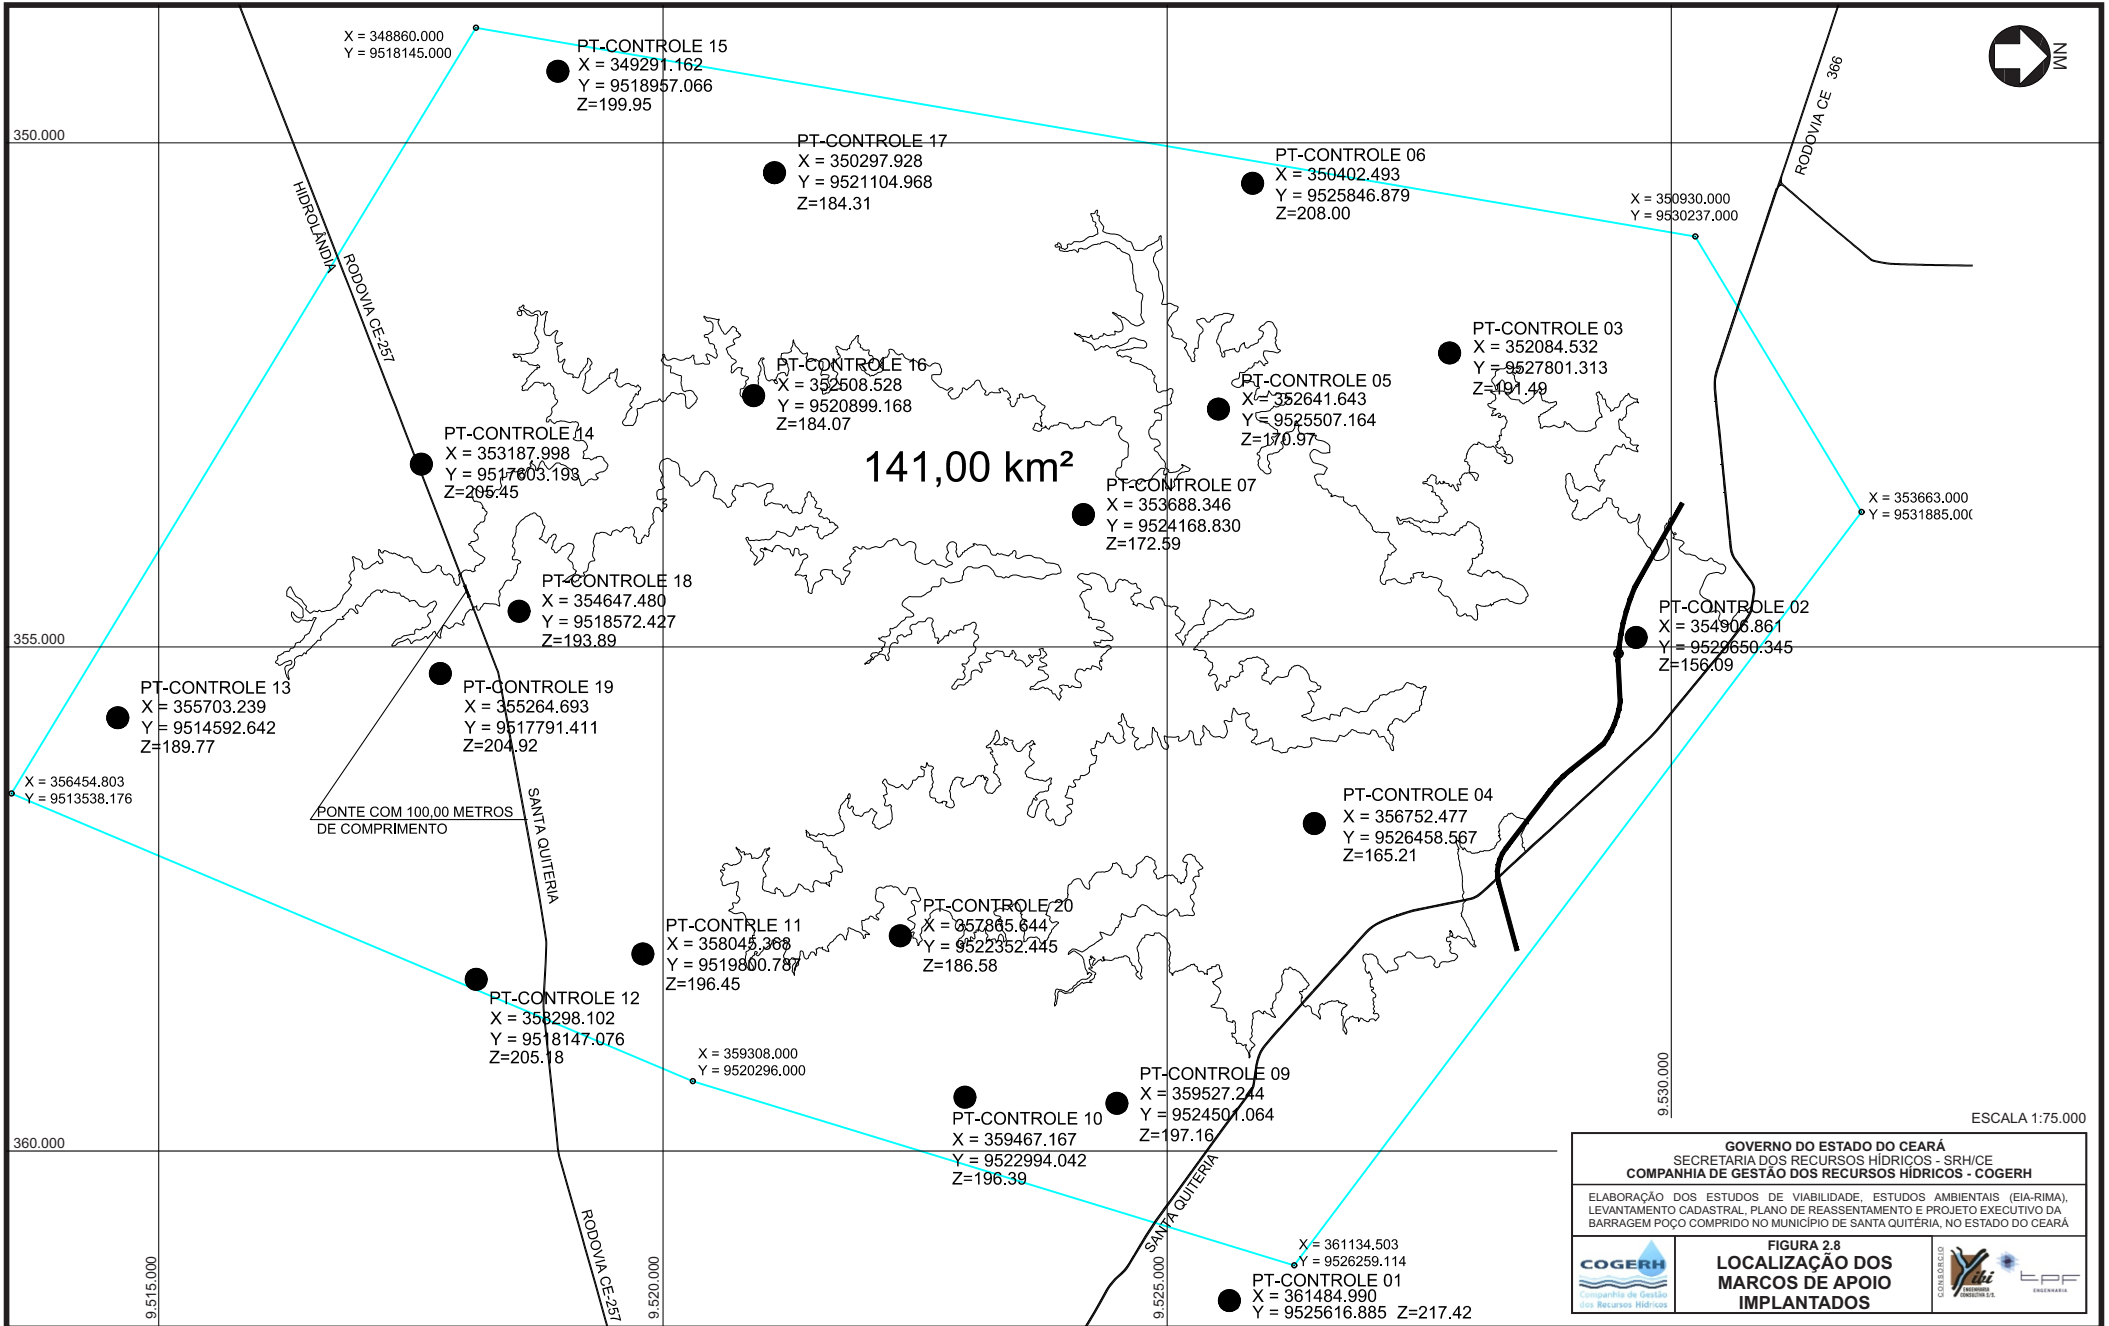 X = 348860.000
Y = 9518145.000
PT-CONTROLE 15
X = 349291.162
Y = 9518957.066
Z=199.95
NM
RODOVIA CE 366
350.000
PT-CONTROLE 17
X = 350297.928
Y = 9521104.968
Z=184.31
PT-CONTROLE 06
X = 350402.493
Y = 9525846.879
Z=208.00
X = 350930.000
Y = 9530237.000
HIDROLÂNDIA
RODOVIA CE-257
PT-CONTROLE 03
X = 352084.532
Y = 9527801.313
Z=191.49
PT-CONTROLE 16
X = 352508.528
Y = 9520899.168
Z=184.07
PT-CONTROLE 05
X = 352641.643
Y = 9525507.164
Z=170.97
PT-CONTROLE 14
X = 353187.998
Y = 9517603.193
Z=205.45
141,00 km²
PT-CONTROLE 07
X = 353688.346
Y = 9524168.830
Z=172.59
X = 353663.000
Y = 9531885.00(
PT-CONTROLE 18
X = 354647.480
Y = 9518572.427
Z=193.89
PT-CONTROLE 02
X = 354906.861
Y = 9529650.345
Z=156.09
355.000
PT-CONTROLE 13
X = 355703.239
Y = 9514592.642
Z=189.77
PT-CONTROLE 19
X = 355264.693
Y = 9517791.411
Z=204.92
X = 356454.803
Y = 9513538.176
PONTE COM 100,00 METROS
DE COMPRIMENTO
SANTA QUITERIA
PT-CONTROLE 04
X = 356752.477
Y = 9526458.567
Z=165.21
PT-CONTRLE 11
X = 358045.368
Y = 9519800.787
Z=196.45
PT-CONTROLE 20
X = 357865.644
Y = 9522352.445
Z=186.58
PT-CONTROLE 12
X = 358298.102
Y = 9518147.076
Z=205.18
X = 359308.000
Y = 9520296.000
PT-CONTROLE 10
X = 359467.167
Y = 9522994.042
Z=196.39
PT-CONTROLE 09
X = 359527.244
Y = 9524501.064
Z=197.16
360.000
SANTA QUITERIA
RODOVIA CE-257
X = 361134.503
Y = 9526259.114
PT-CONTROLE 01
X = 361484.990
Y = 9525616.885 Z=217.42
9.515.000
9.520.000
9.525.000
9.530.000
ESCALA 1:75.000
GOVERNO DO ESTADO DO CEARÁ
SECRETARIA DOS RECURSOS HÍDRICOS - SRH/CE
COMPANHIA DE GESTÃO DOS RECURSOS HÍDRICOS - COGERH
ELABORAÇÃO DOS ESTUDOS DE VIABILIDADE, ESTUDOS AMBIENTAIS (EIA-RIMA),
LEVANTAMENTO CADASTRAL, PLANO DE REASSENTAMENTO E PROJETO EXECUTIVO DA
BARRAGEM POÇO COMPRIDO NO MUNICÍPIO DE SANTA QUITÉRIA, NO ESTADO DO CEARÁ
COGERH
Companhia de Gestão
dos Recursos Hídricos
FIGURA 2.8
LOCALIZAÇÃO DOS
MARCOS DE APOIO
IMPLANTADOS
CONSÓRCIO
Yibi
ENGENHARIA
CONSULTIVA S/S.
tpf
ENGENHARIA